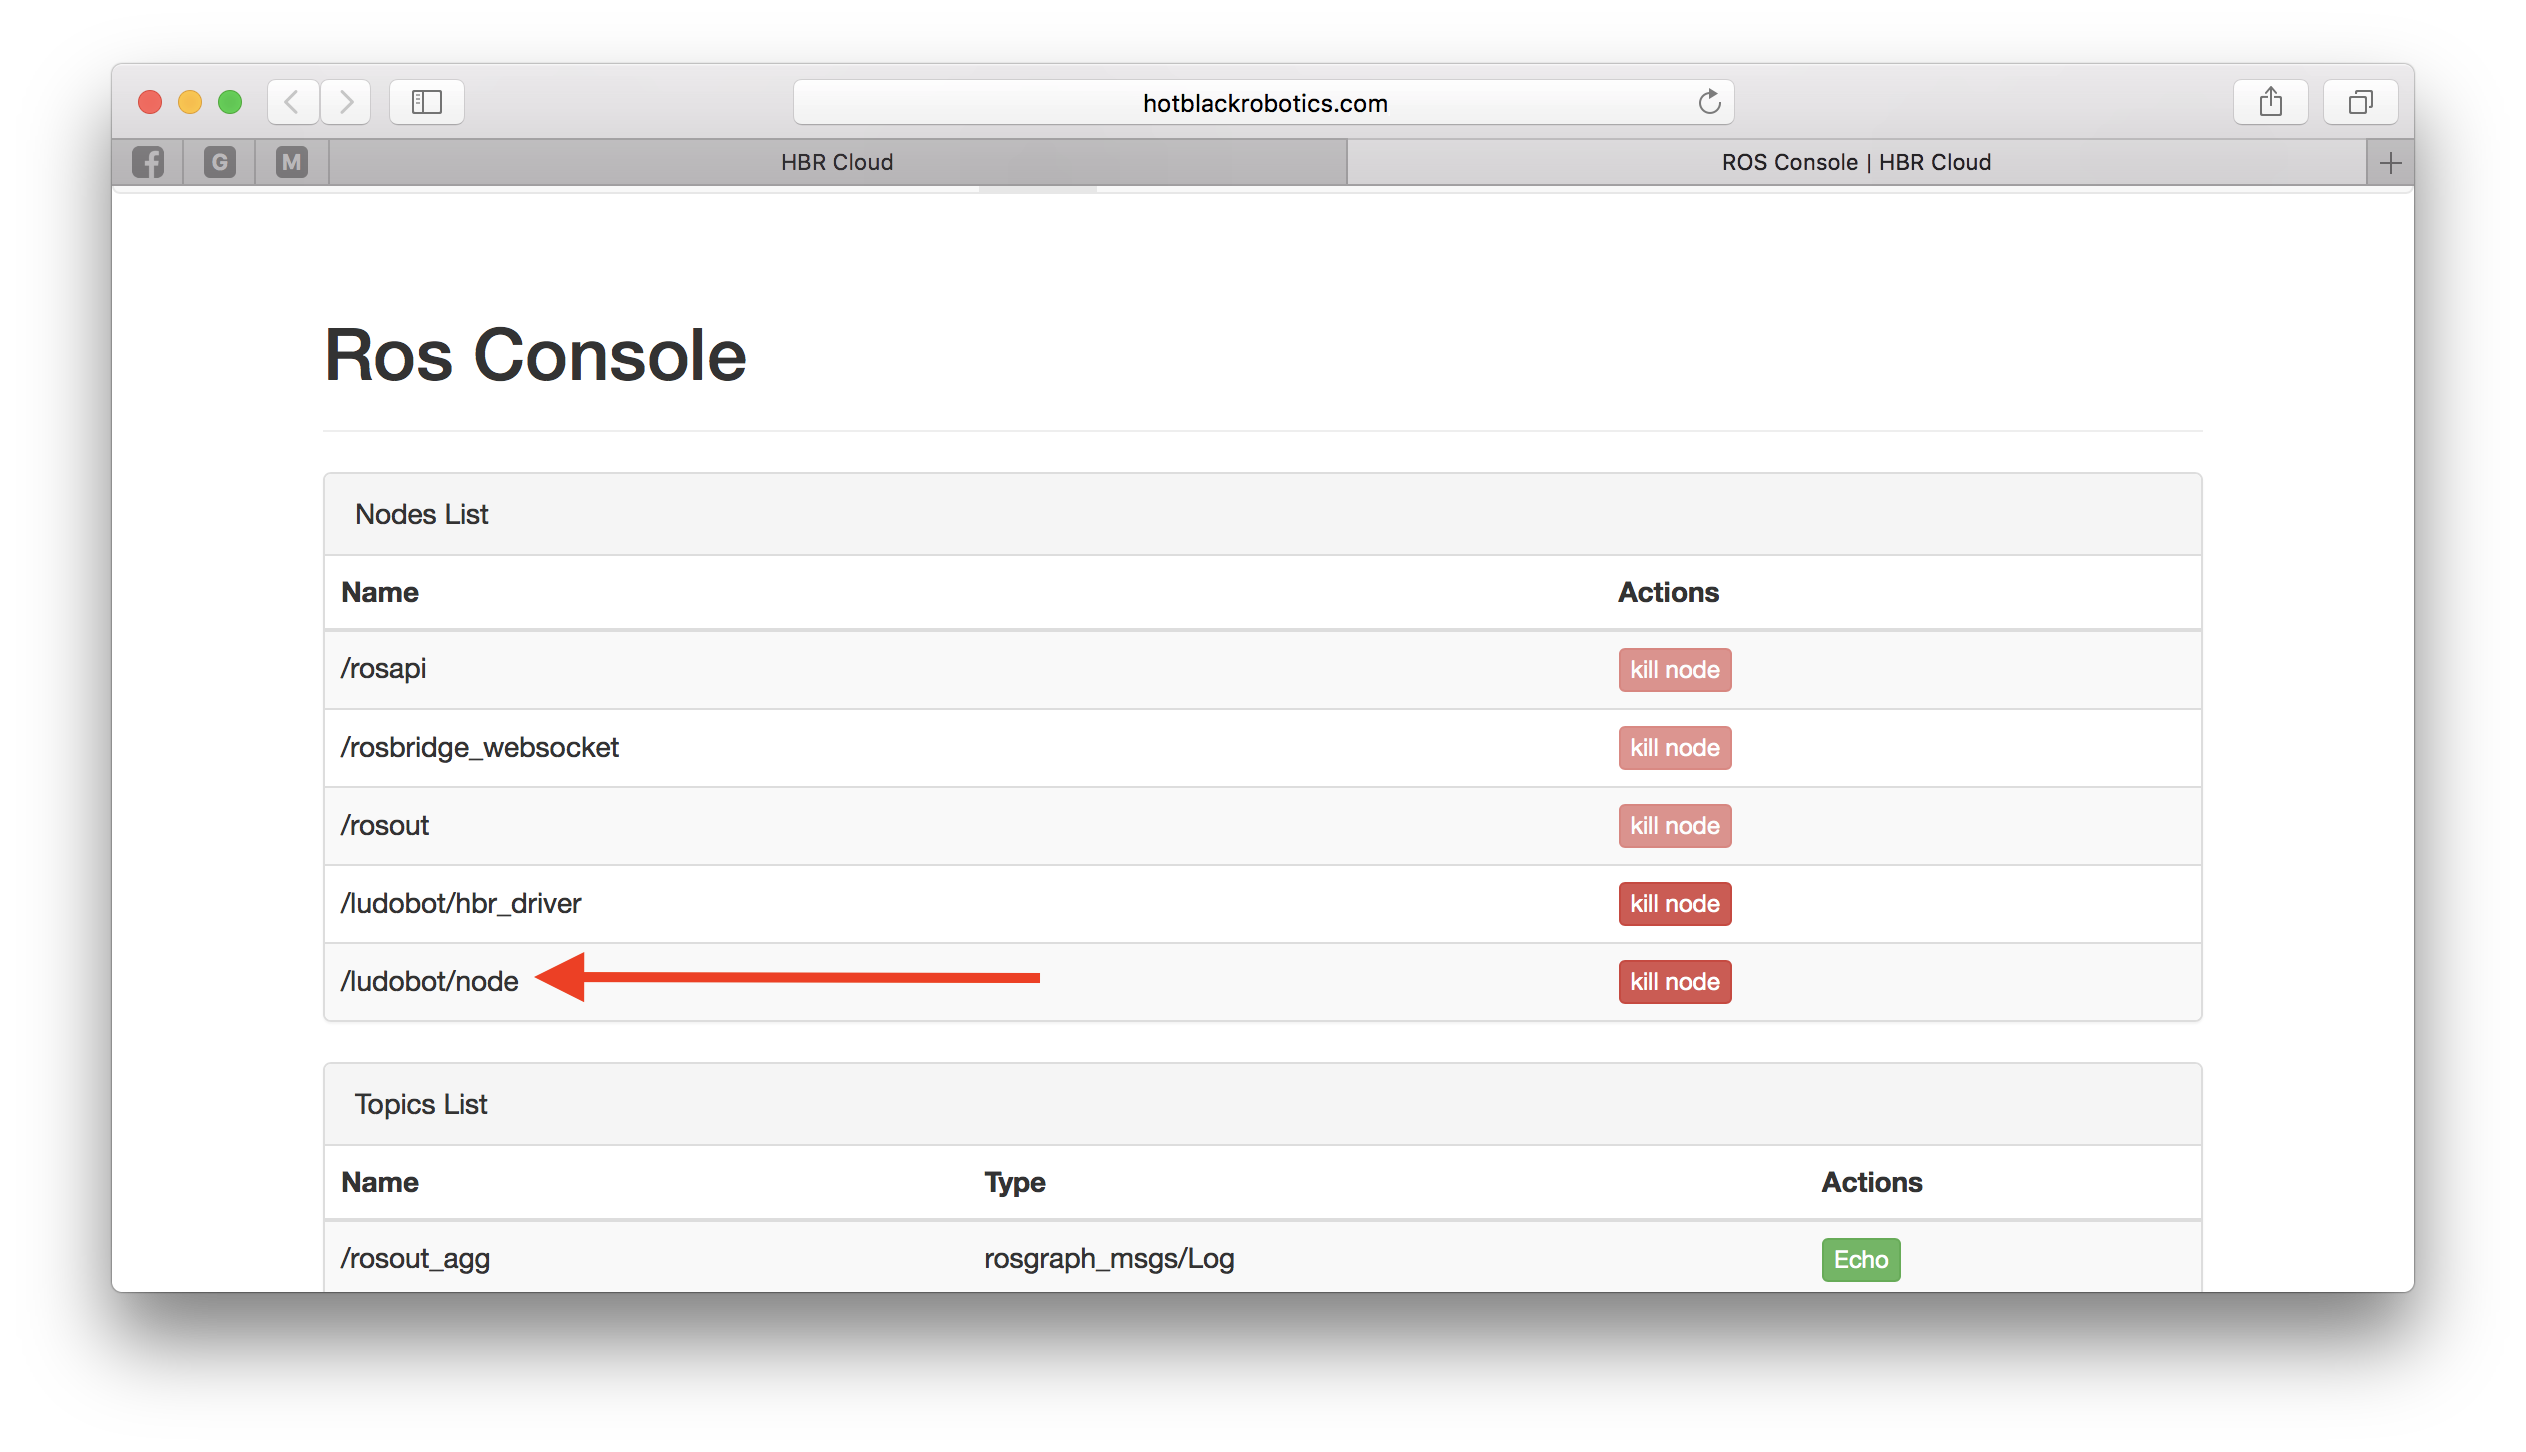 hotblackrobotics.com
G M HBR Cloud ROS Console | HBR Cloud
Ros Console
Nodes List
Name Actions
/rosapi kill node
/rosbridge_websocket kill node
/rosout kill node
/ludobot/hbr_driver kill node
/ludobot/node kill node
Topics List
Name Type Actions
/rosout_agg rosgraph_msgs/Log Echo